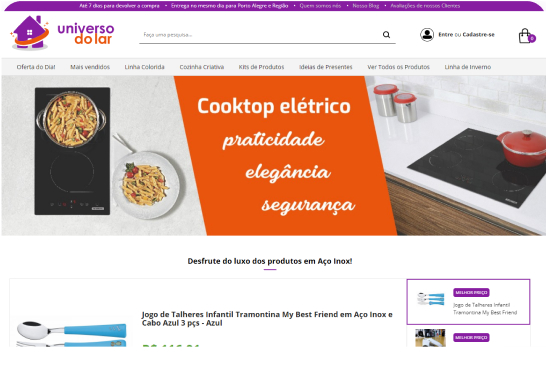 Até 7 dias para devolver a compra • Entrega no mesmo dia para Porto Alegre e Região • Quem somos nós • Nosso Blog • Avaliações de nossos Clientes
universo
do lar
Faça uma pesquisa...
Entre ou Cadastre-se
0
Oferta do Dia! Mais vendidos Linha Colorida Cozinha Criativa Kits de Produtos Ideias de Presentes Ver Todos os Produtos Linha de Inverno
Cooktop elétrico
praticidade
elegância
segurança
Desfrute do luxo dos produtos em Aço Inox!
Jogo de Talheres Infantil Tramontina My Best Friend em Aço Inox e
Cabo Azul 3 pçs - Azul
MELHOR PREÇO
Jogo de Talheres Infantil
Tramontina My Best Friend
MELHOR PREÇO